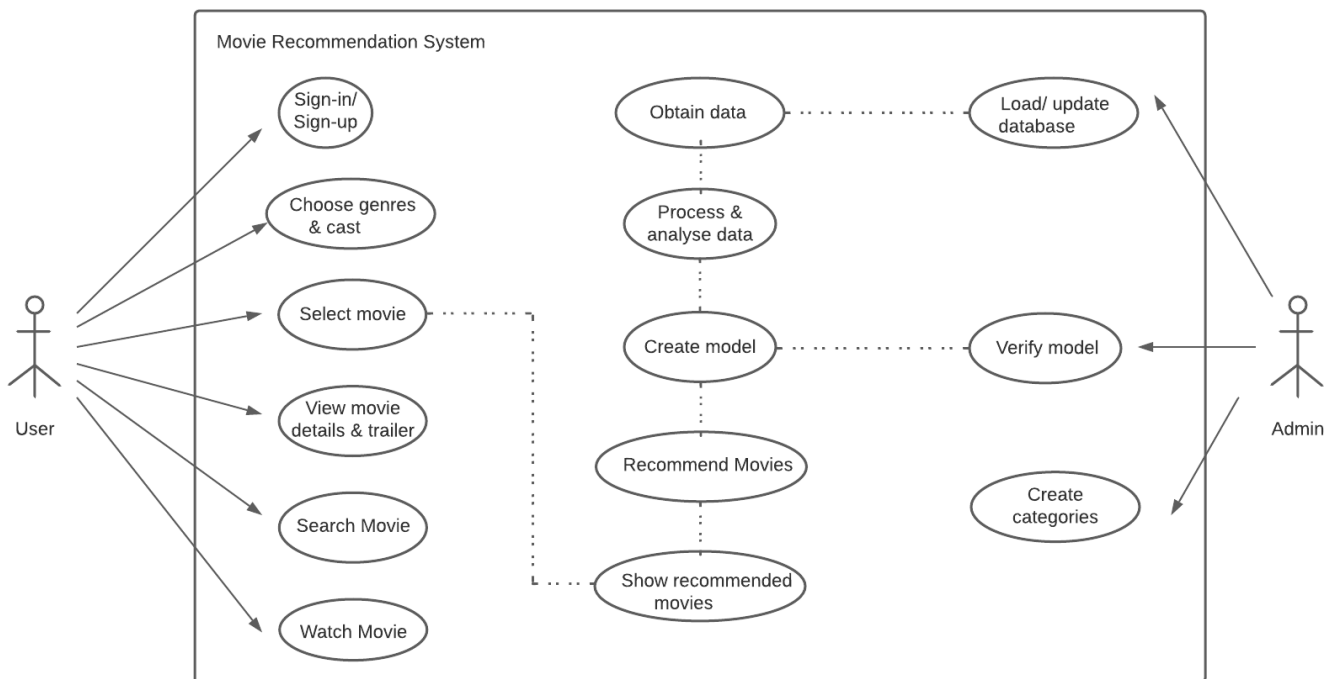 Movie Recommendation System
Sign-in/
Sign-up
Choose genres
& cast
Select movie
View movie
details & trailer
Search Movie
Watch Movie
Obtain data
Process &
analyse data
Create model
Recommend Movies
Show recommended
movies
Load/ update
database
Verify model
Create
categories
User
Admin